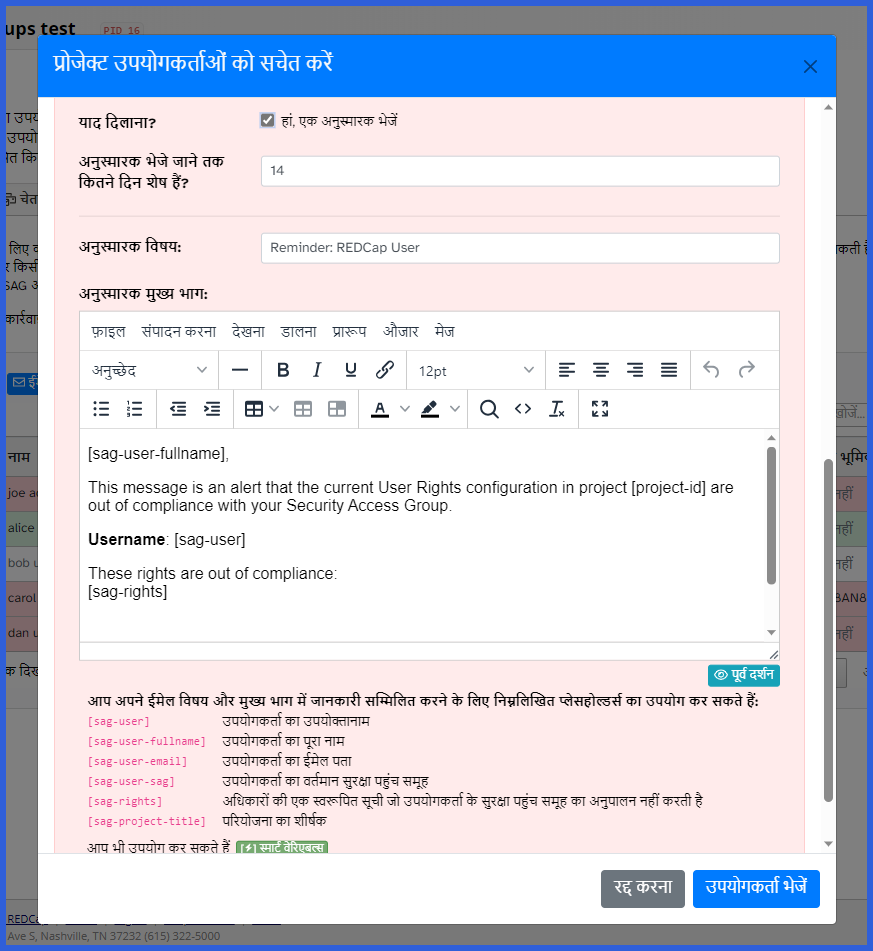 ups test PID 16
प्रोजेक्ट उपयोगकर्ताओं को सचेत करें
याद दिलाना?
हां, एक अनुस्मारक भेजें
अनुस्मारक भेजे जाने तक
कितने दिन शेष हैं?
14
अनुस्मारक विषय:
Reminder: REDCap User
अनुस्मारक मुख्य भाग:
फ़ाइल संपादन करना देखना डालना प्रारूप औजार मेज
अनुच्छेद B I U 12pt
[sag-user-fullname],
This message is an alert that the current User Rights configuration in project [project-id] are
out of compliance with your Security Access Group.
Username: [sag-user]
These rights are out of compliance:
[sag-rights]
पूर्व दर्शन
आप अपने ईमेल विषय और मुख्य भाग में जानकारी सम्मिलित करने के लिए निम्नलिखित प्लेसहोल्डर्स का उपयोग कर सकते हैं:
[sag-user] उपयोगकर्ता का उपयोक्तानाम
[sag-user-fullname] उपयोगकर्ता का पूरा नाम
[sag-user-email] उपयोगकर्ता का ईमेल पता
[sag-user-sag] उपयोगकर्ता का वर्तमान सुरक्षा पहुंच समूह
[sag-rights] अधिकारों की एक स्वरूपित सूची जो उपयोगकर्ता के सुरक्षा पहुंच समूह का अनुपालन नहीं करती है
[sag-project-title] परियोजना का शीर्षक
आप भी उपयोग कर सकते हैं स्मार्ट वेरिएबल्स
रद्द करना उपयोगकर्ता भेजें
नाम
joe
alice
bob
carol
dan
Ave S, Nashville, TN 37232 (615) 322-5000